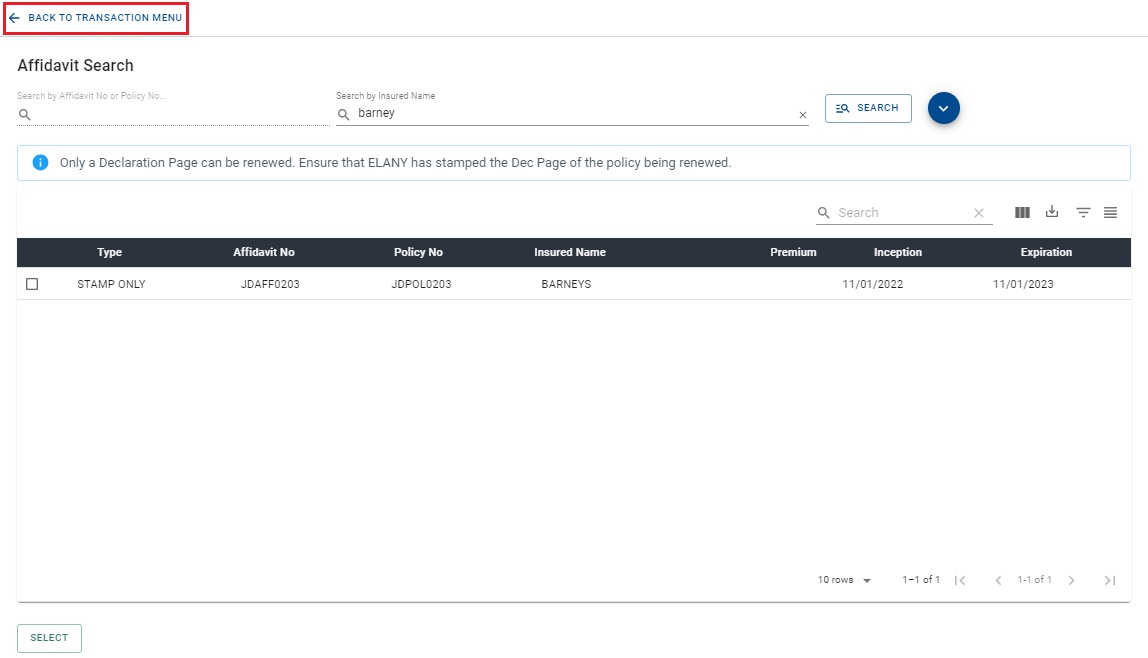 BACK TO TRANSACTION MENU
Affidavit Search
Search by Affidavit No or Policy No...
Search by Insured Name
barney
SEARCH
Only a Declaration Page can be renewed. Ensure that ELANY has stamped the Dec Page of the policy being renewed.
Search
Type Affidavit No Policy No Insured Name Premium Inception Expiration
STAMP ONLY JDAFF0203 JDPOL0203 BARNEYS 11/01/2022 11/01/2023
10 rows 1–1 of 1 1-1 of 1
SELECT